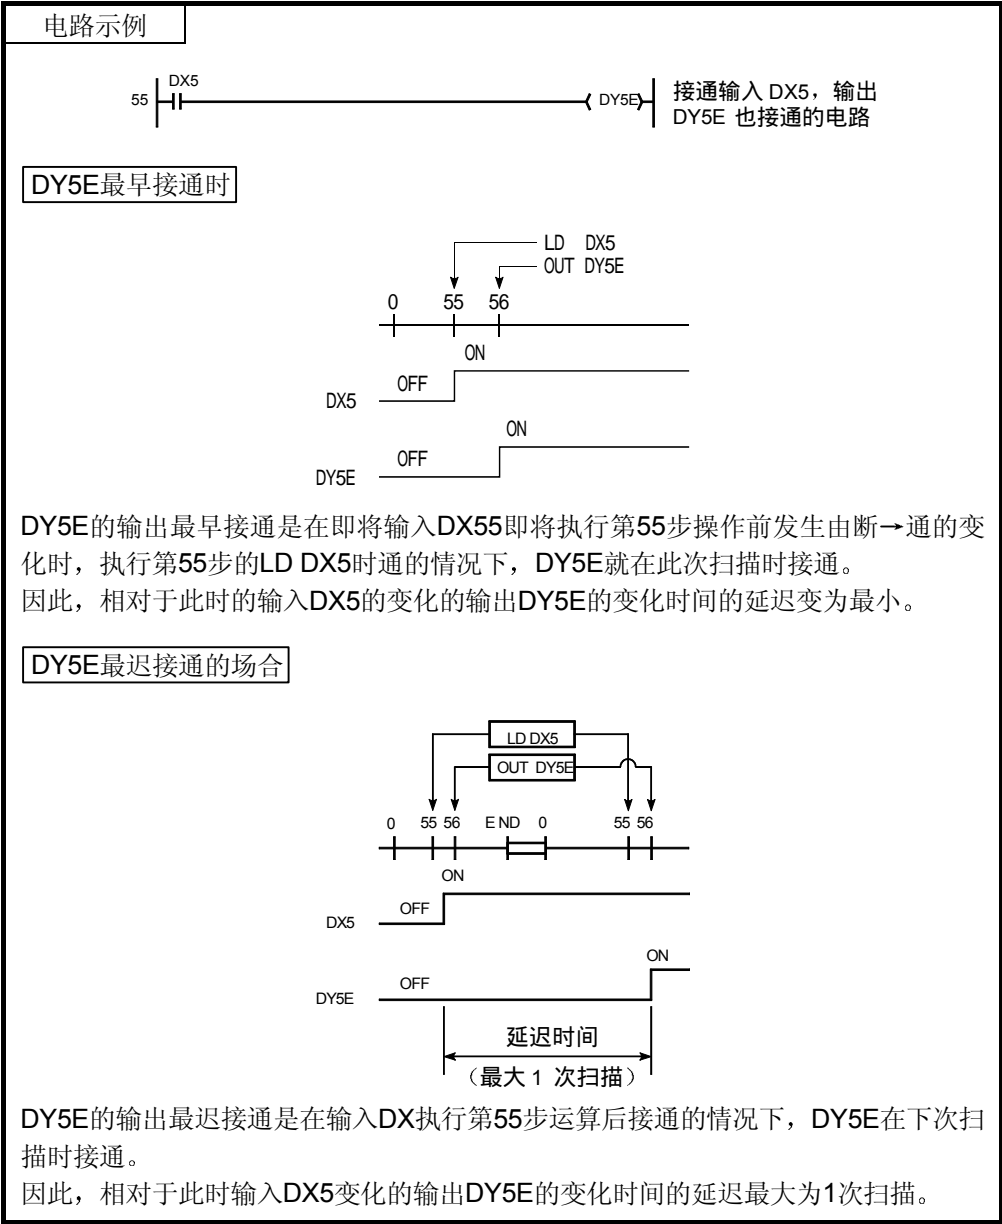 电路示例
DX5
55
DY5E
接通输入 DX5，输出
DY5E 也接通的电路
DY5E最早接通时
LD DX5
OUT DY5E
0 55 56
ON
OFF
DX5
ON
OFF
DY5E
DY5E的输出最早接通是在即将输入DX55即将执行第55步操作前发生由断→通的变
化时，执行第55步的LD DX5时通的情况下，DY5E就在此次扫描时接通。
因此，相对于此时的输入DX5的变化的输出DY5E的变化时间的延迟变为最小。
DY5E最迟接通的场合
LD DX5
OUT DY5E
0 55 56 END 0 55 56
ON
OFF
DX5
ON
OFF
DY5E
延迟时间
（最大 1 次扫描）
DY5E的输出最迟接通是在输入DX执行第55步运算后接通的情况下，DY5E在下次扫
描时接通。
因此，相对于此时输入DX5变化的输出DY5E的变化时间的延迟最大为1次扫描。